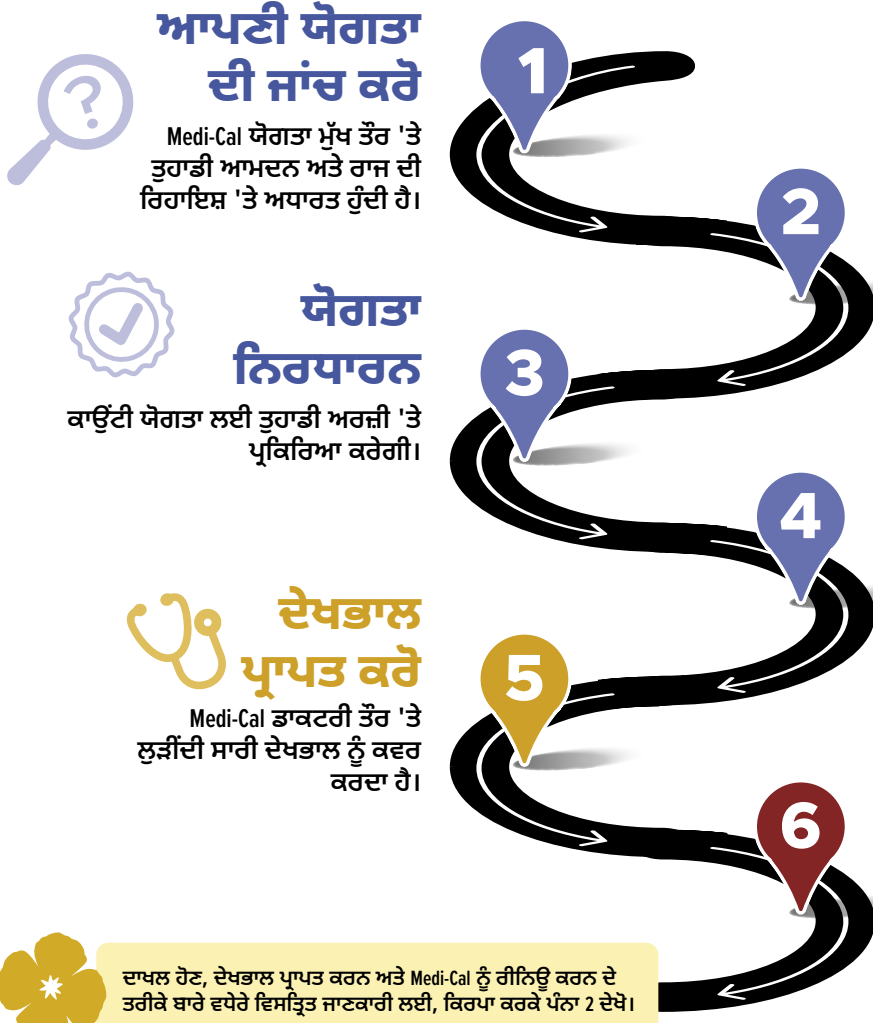 ਆਪਣੀ ਯੋਗਤਾ
ਦੀ ਜਾਂਚ ਕਰੋ
Medi-Cal ਯੋਗਤਾ ਮੁੱਖ ਤੌਰ 'ਤੇ
ਤੁਹਾਡੀ ਆਮਦਨ ਅਤੇ ਰਾਜ ਦੀ
ਰਿਹਾਇਸ਼ 'ਤੇ ਅਧਾਰਤ ਹੁੰਦੀ ਹੈ।
?
1
2
ਯੋਗਤਾ
ਨਿਰਧਾਰਨ
ਕਾਉਂਟੀ ਯੋਗਤਾ ਲਈ ਤੁਹਾਡੀ ਅਰਜ਼ੀ 'ਤੇ
ਪ੍ਰਕਿਰਿਆ ਕਰੇਗੀ।
3
4
ਦੇਖਭਾਲ
ਪ੍ਰਾਪਤ ਕਰੋ
Medi-Cal ਡਾਕਟਰੀ ਤੌਰ 'ਤੇ
ਲੁੜੀਂਦੀ ਸਾਰੀ ਦੇਖਭਾਲ ਨੂੰ ਕਵਰ
ਕਰਦਾ ਹੈ।
5
6
ਦਾਖਲ ਹੋਣ, ਦੇਖਭਾਲ ਪ੍ਰਾਪਤ ਕਰਨ ਅਤੇ Medi-Cal ਨੂੰ ਰੀਨਿਊ ਕਰਨ ਦੇ
ਤਰੀਕੇ ਬਾਰੇ ਵਧੇਰੇ ਵਿਸਤ੍ਰਿਤ ਜਾਣਕਾਰੀ ਲਈ, ਕਿਰਪਾ ਕਰਕੇ ਪੰਨਾ 2 ਦੇਖੋ।